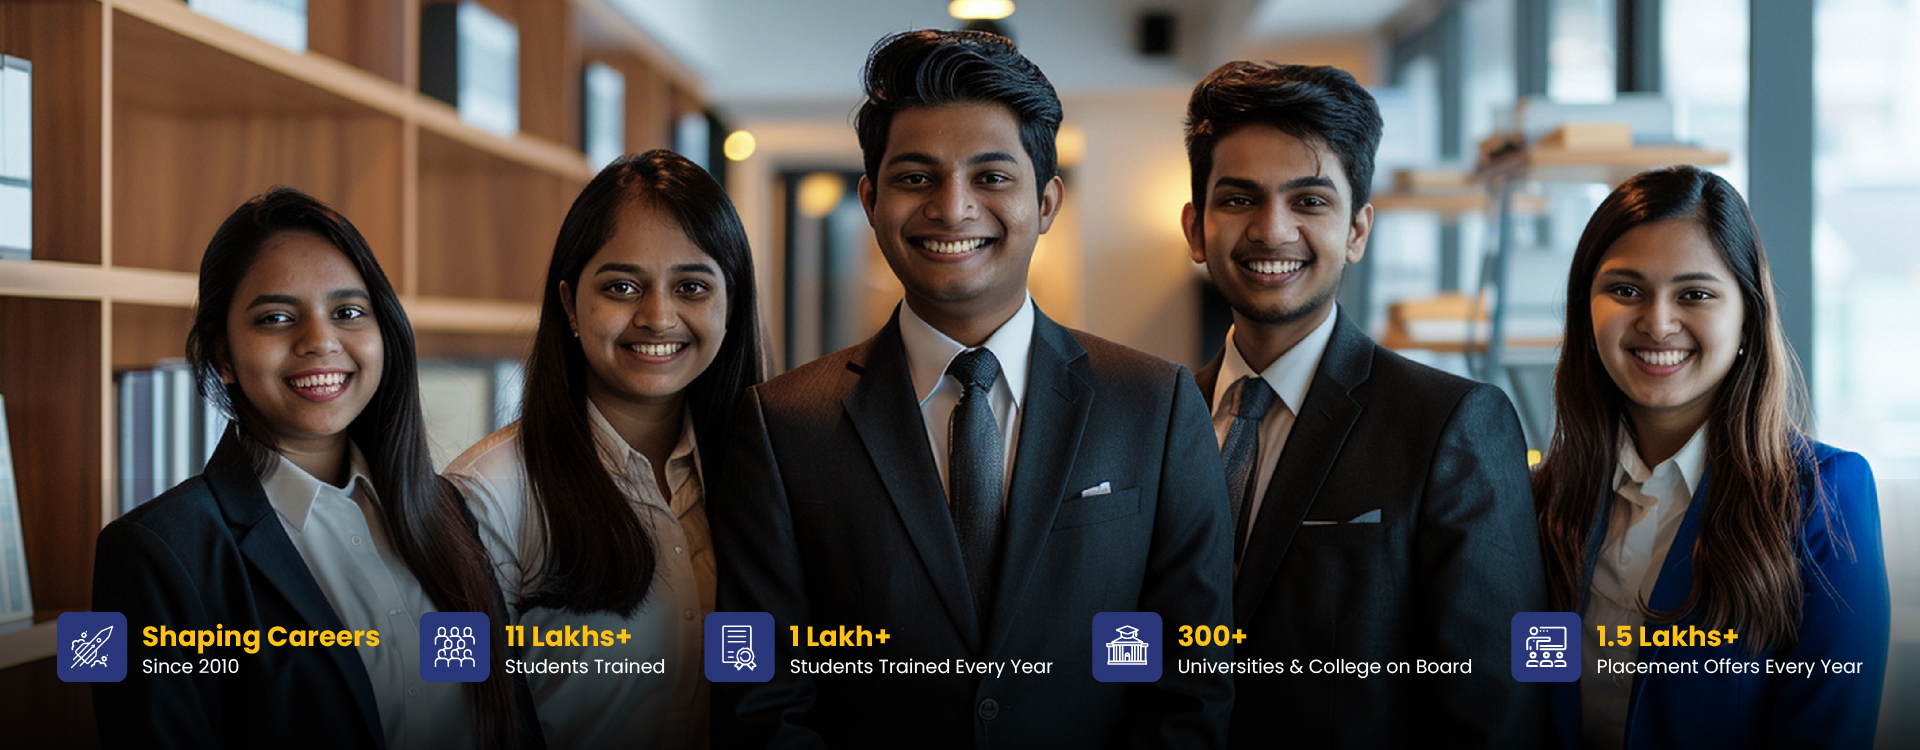 Shaping Careers
Since 2010
11 Lakhs+
Students Trained
1 Lakh+
Students Trained Every Year
300+
Universities & College on Board
1.5 Lakhs+
Placement Offers Every Year